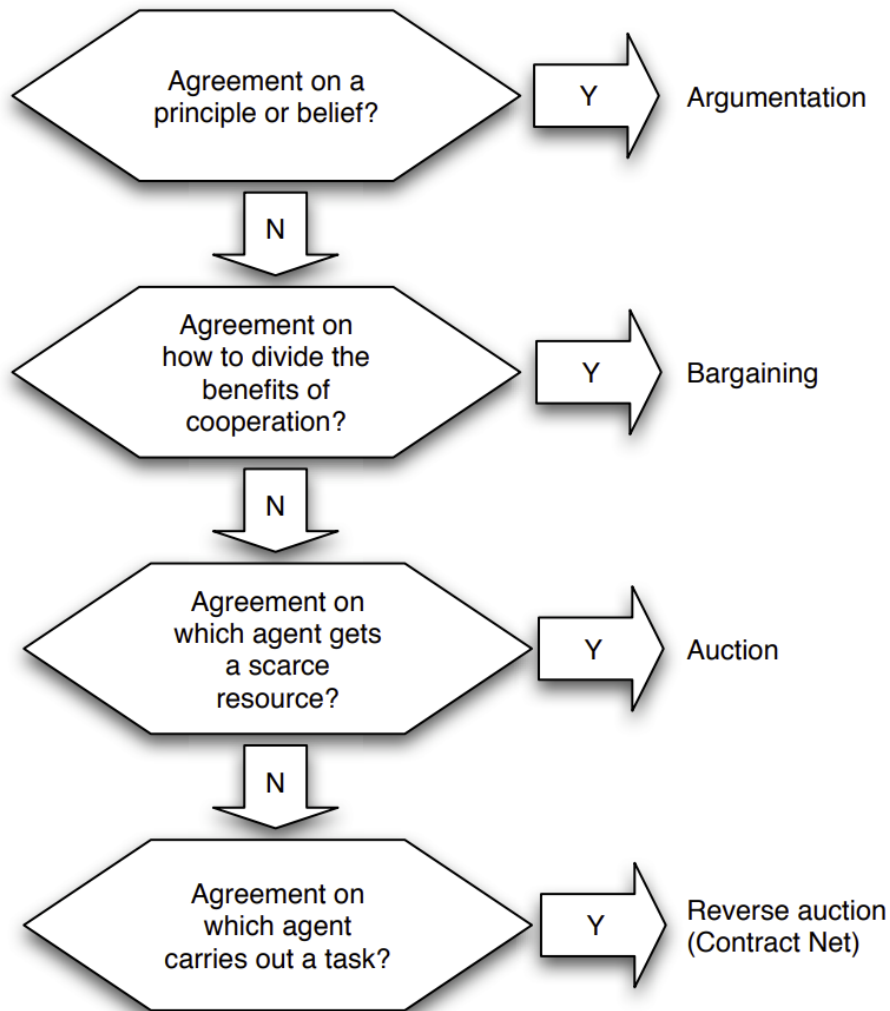 Agreement on a
principle or belief?
Y
Argumentation
N
Agreement on
how to divide the
benefits of
cooperation?
Y
Bargaining
N
Agreement on
which agent gets
a scarce
resource?
Y
Auction
N
Agreement on
which agent
carries out a task?
Y
Reverse auction
(Contract Net)